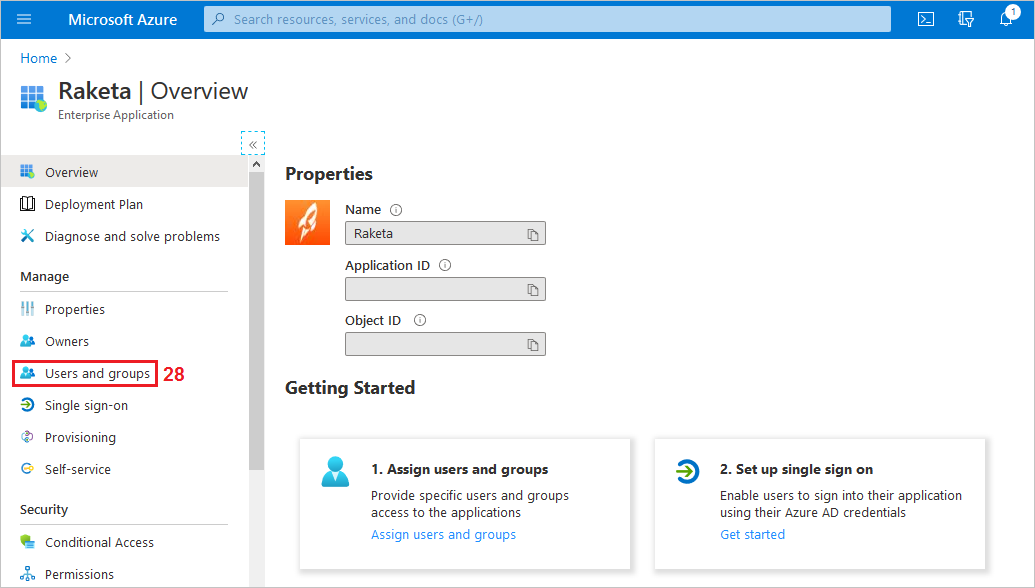 Microsoft Azure
Search resources, services, and docs (G+/)
1
Home
Raketa | Overview
Enterprise Application
«
Overview
Deployment Plan
Diagnose and solve problems
Manage
Properties
Owners
Users and groups 28
Single sign-on
Provisioning
Self-service
Security
Conditional Access
Permissions
Properties
Name
Raketa
Application ID
Object ID
Getting Started
1. Assign users and groups
Provide specific users and groups
access to the applications
Assign users and groups
2. Set up single sign on
Enable users to sign into their application
using their Azure AD credentials
Get started